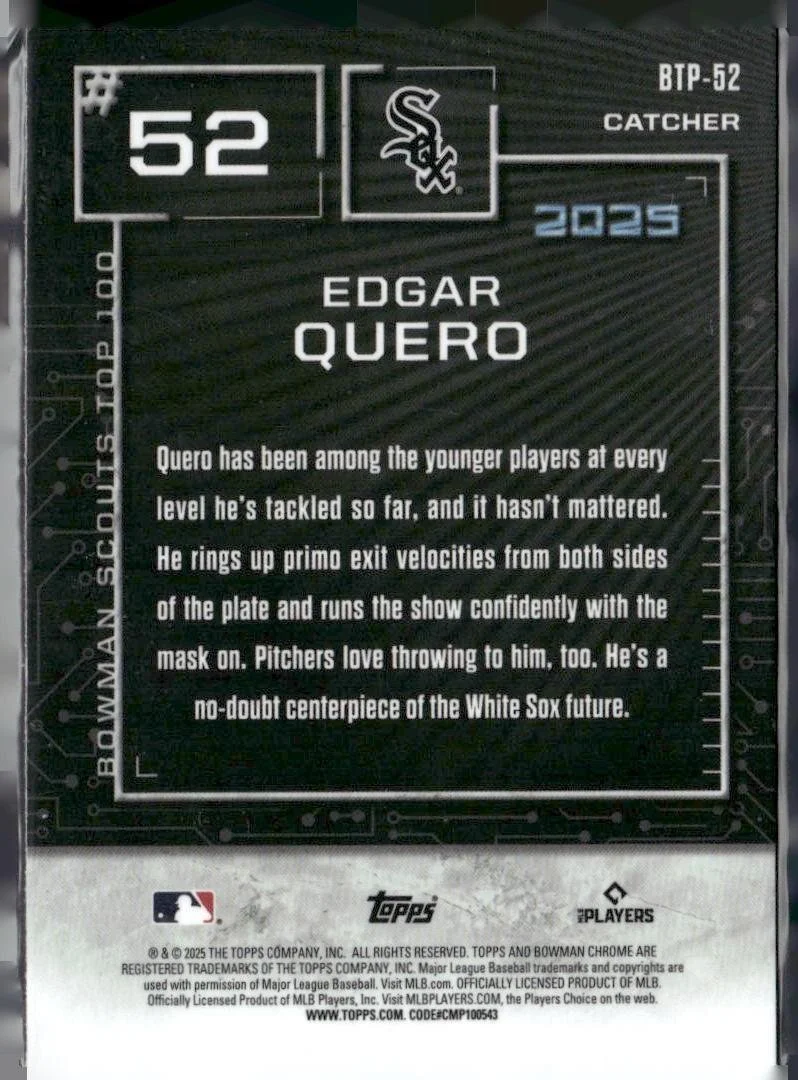 #
52
Sox
BTP-52
CATCHER
2025
BOWMAN SCOUTS TOP 100
EDGAR
QUERO
Quero has been among the younger players at every
level he's tackled so far, and it hasn't mattered.
He rings up primo exit velocities from both sides
of the plate and runs the show confidently with the
mask on. Pitchers love throwing to him, too. He's a
no-doubt centerpiece of the White Sox future.
Topps
MLB PLAYERS
® & © 2025 THE TOPPS COMPANY, INC. ALL RIGHTS RESERVED. TOPPS AND BOWMAN CHROME ARE
REGISTERED TRADEMARKS OF THE TOPPS COMPANY, INC. Major League Baseball trademarks and copyrights are
used with permission of Major League Baseball. Visit MLB.com. OFFICIALLY LICENSED PRODUCT OF MLB.
Officially Licensed Product of MLB Players, Inc. Visit MLBPLAYERS.COM, the Players Choice on the web.
WWW.TOPPS.COM. CODE#CMP100543